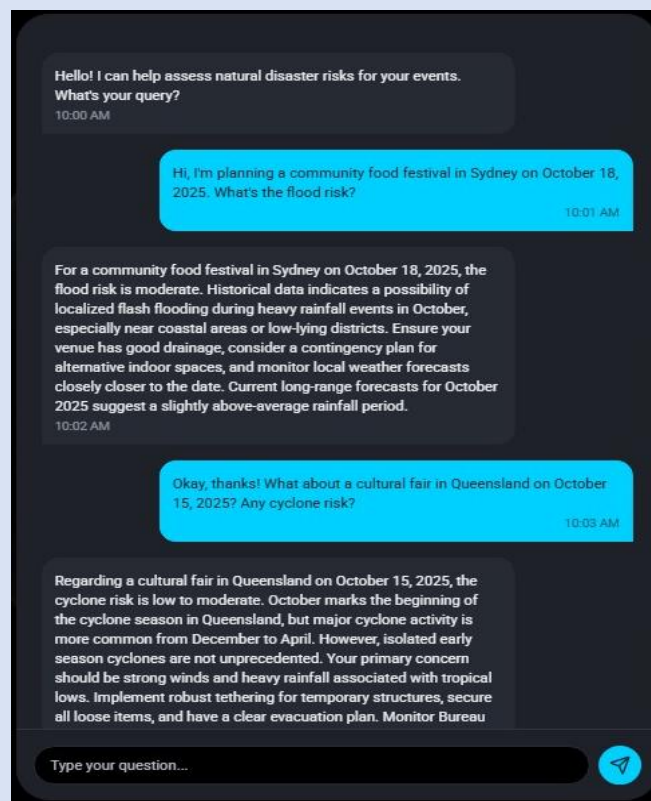 Hello! I can help assess natural disaster risks for your events.
What's your query?
10:00 AM
Hi, I'm planning a community food festival in Sydney on October 18,
2025. What's the flood risk?
10:01 AM
For a community food festival in Sydney on October 18, 2025, the
flood risk is moderate. Historical data indicates a possibility of
localized flash flooding during heavy rainfall events in October,
especially near coastal areas or low-lying districts. Ensure your
venue has good drainage, consider a contingency plan for
alternative indoor spaces, and monitor local weather forecasts
closely closer to the date. Current long-range forecasts for October
2025 suggest a slightly above-average rainfall period.
10:02 AM
Okay, thanks! What about a cultural fair in Queensland on October
15, 2025? Any cyclone risk?
10:03 AM
Regarding a cultural fair in Queensland on October 15, 2025, the
cyclone risk is low to moderate. October marks the beginning of
the cyclone season in Queensland, but major cyclone activity is
more common from December to April. However, isolated early
season cyclones are not unprecedented. Your primary concern
should be strong winds and heavy rainfall associated with tropical
lows. Implement robust tethering for temporary structures, secure
all loose items, and have a clear evacuation plan. Monitor Bureau
Type your question...